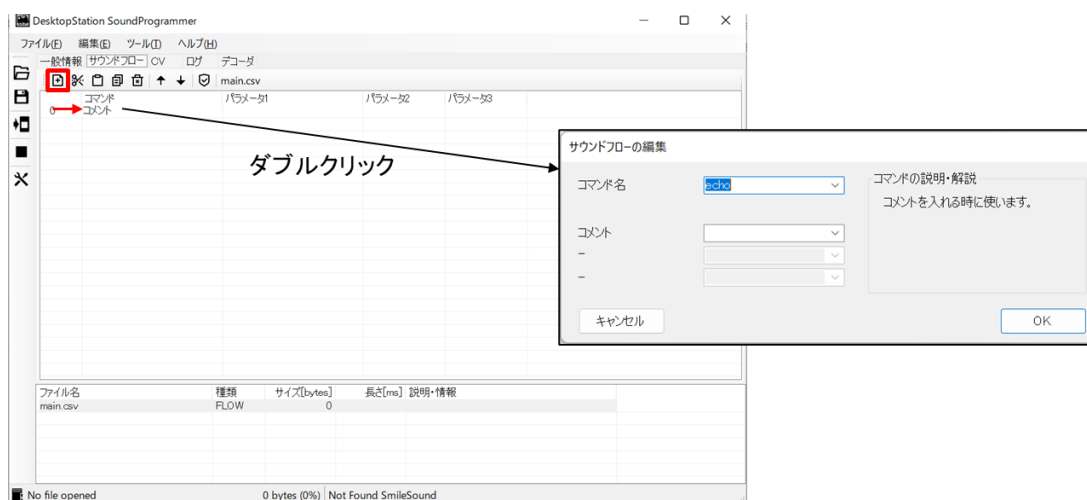 DesktopStation SoundProgrammer
ファイル(F) 編集(E) ツール(T) ヘルプ(H)
一般情報 サウンドフロー CV ログ デコーダ
main.csv
コマンド パラメータ1 パラメータ2 パラメータ3
0 コメント
ダブルクリック
サウンドフローの編集
コマンド名 echo
コマンドの説明・解説
コメントを入れる時に使います。
コメント
-
-
キャンセル OK
ファイル名 種類 サイズ[bytes] 長さ[ms] 説明・情報
main.csv FLOW 0
No file opened 0 bytes (0%) Not Found SmileSound